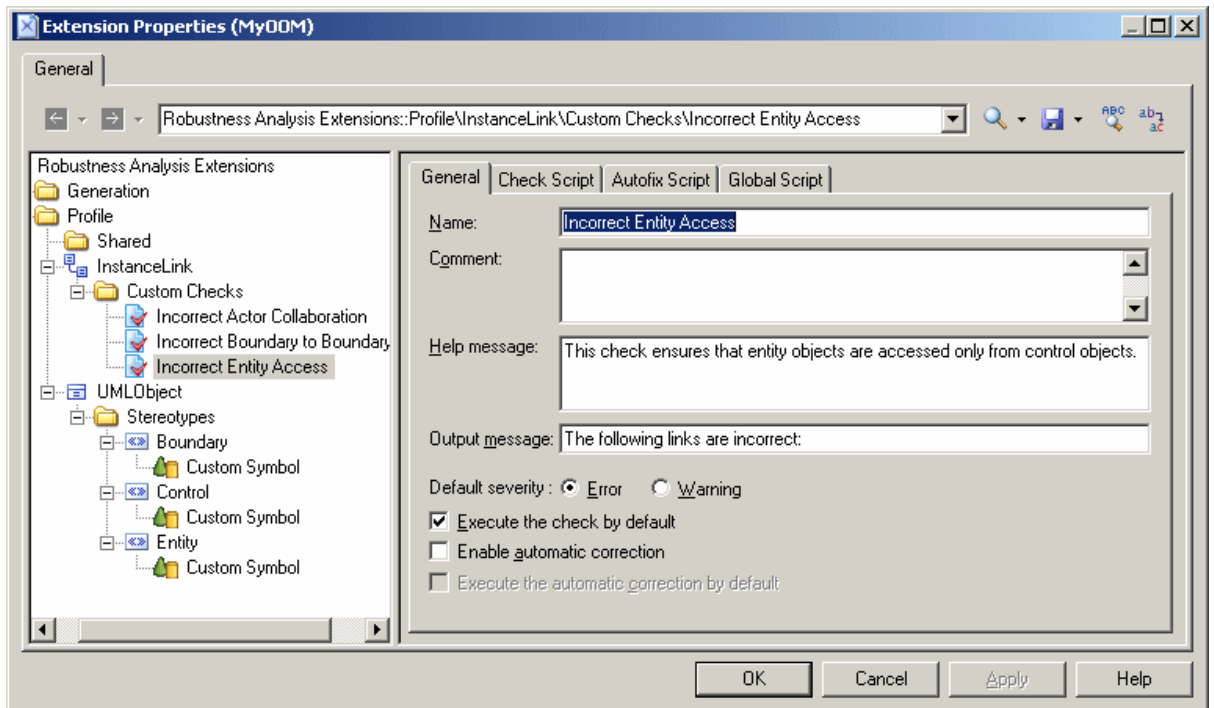 Extension Properties (MyOOM)
General
Robustness Analysis Extensions::Profile\InstanceLink\Custom Checks\Incorrect Entity Access
ABC
ab
ac
Robustness Analysis Extensions
Generation
Profile
Shared
InstanceLink
Custom Checks
Incorrect Actor Collaboration
Incorrect Boundary to Boundary
Incorrect Entity Access
UMLObject
Stereotypes
Boundary
Custom Symbol
Control
Custom Symbol
Entity
Custom Symbol
General Check Script Autofix Script Global Script
Name: Incorrect Entity Access
Comment:
Help message: This check ensures that entity objects are accessed only from control objects.
Output message: The following links are incorrect:
Default severity : Error Warning
Execute the check by default
Enable automatic correction
Execute the automatic correction by default
OK Cancel Apply Help